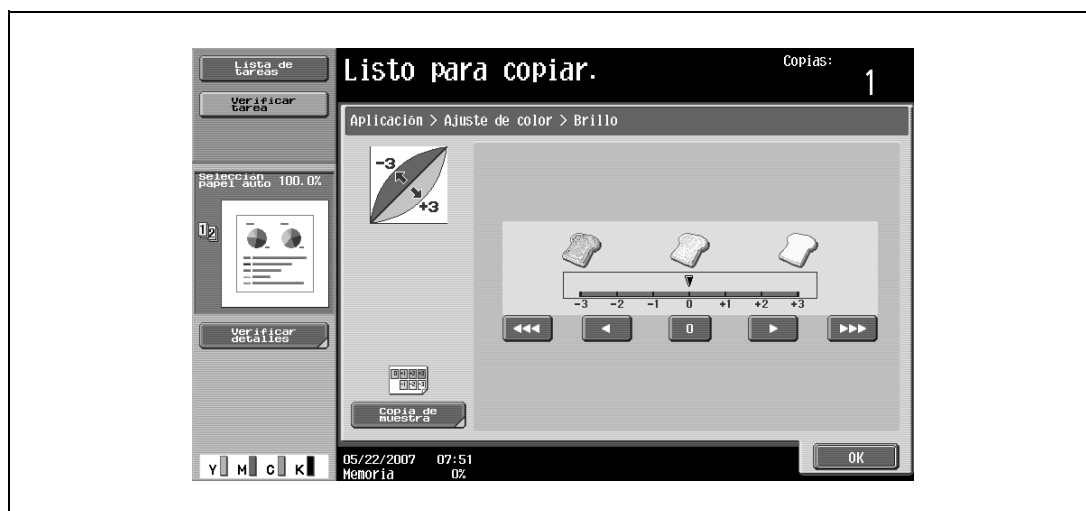 Lista de
tareas
Verificar
tarea
Selección
papel auto 100.0%
12
Verificar
detalles
Y M C K
Listo para copiar.
Copias:
1
Aplicación > Ajuste de color > Brillo
-3
+3
-3 -2 -1 0 +1 +2 +3
0
Copia de
muestra
05/22/2007 07:51
Memoria 0%
OK